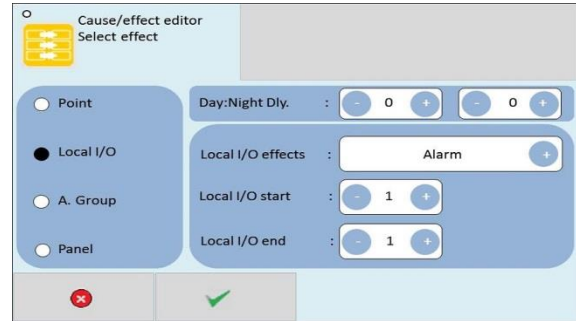 Cause/effect editor
Select effect
Point
Local I/O
A. Group
Panel
Day:Night Dly. : - 0 + - 0 +
Local I/O effects : Alarm +
Local I/O start : - 1 +
Local I/O end : - 1 +